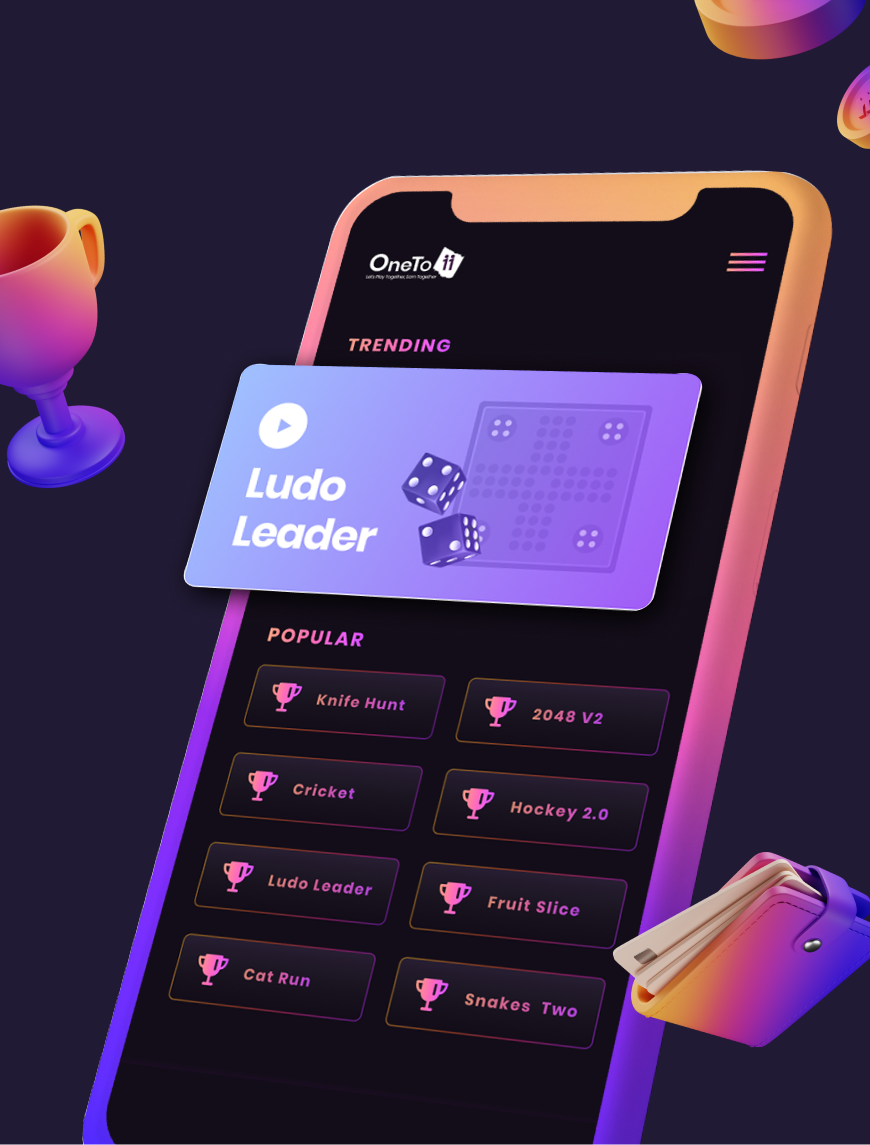 OneTo 11
Let's Play Together, Earn Together
TRENDING
Ludo
Leader
POPULAR
Knife Hunt
2048 V2
Cricket
Hockey 2.0
Ludo Leader
Fruit Slice
Cat Run
Snakes Two